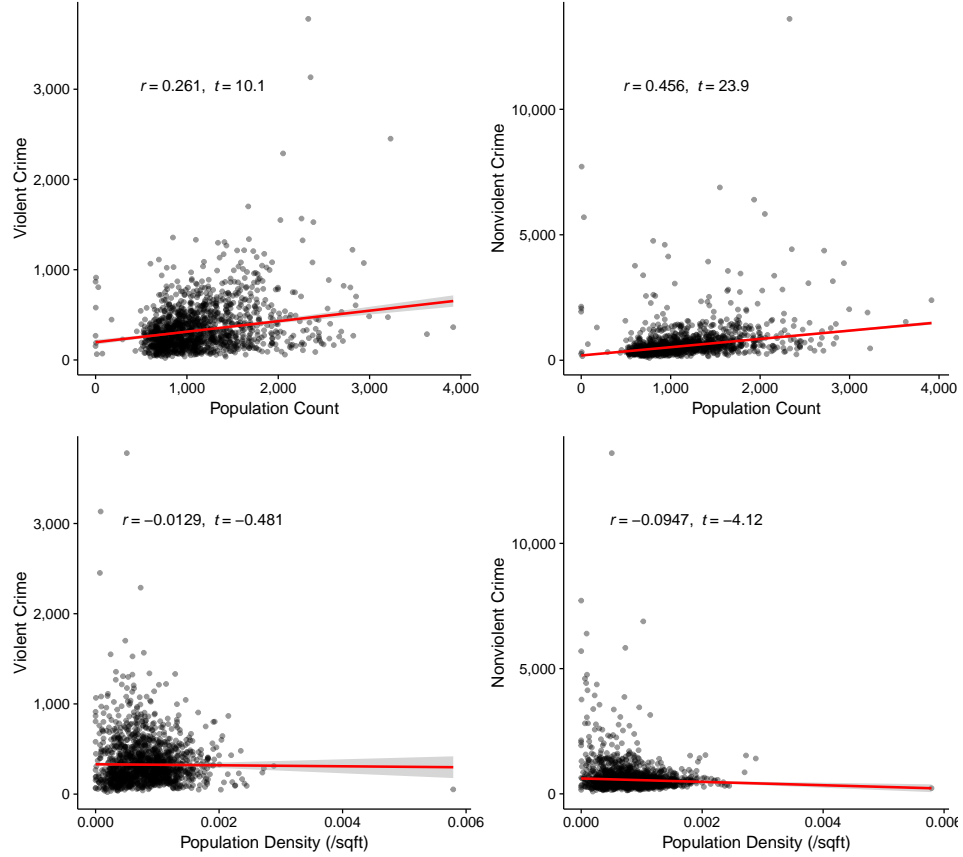 r = 0.261, t = 10.1
Violent Crime
3,000
2,000
1,000
0
0 1,000 2,000 3,000 4,000
Population Count
r = 0.456, t = 23.9
Nonviolent Crime
10,000
5,000
0
0 1,000 2,000 3,000 4,000
Population Count
r = −0.0129, t = −0.481
Violent Crime
3,000
2,000
1,000
0
0.000 0.002 0.004 0.006
Population Density (/sqft)
r = −0.0947, t = −4.12
Nonviolent Crime
10,000
5,000
0
0.000 0.002 0.004 0.006
Population Density (/sqft)